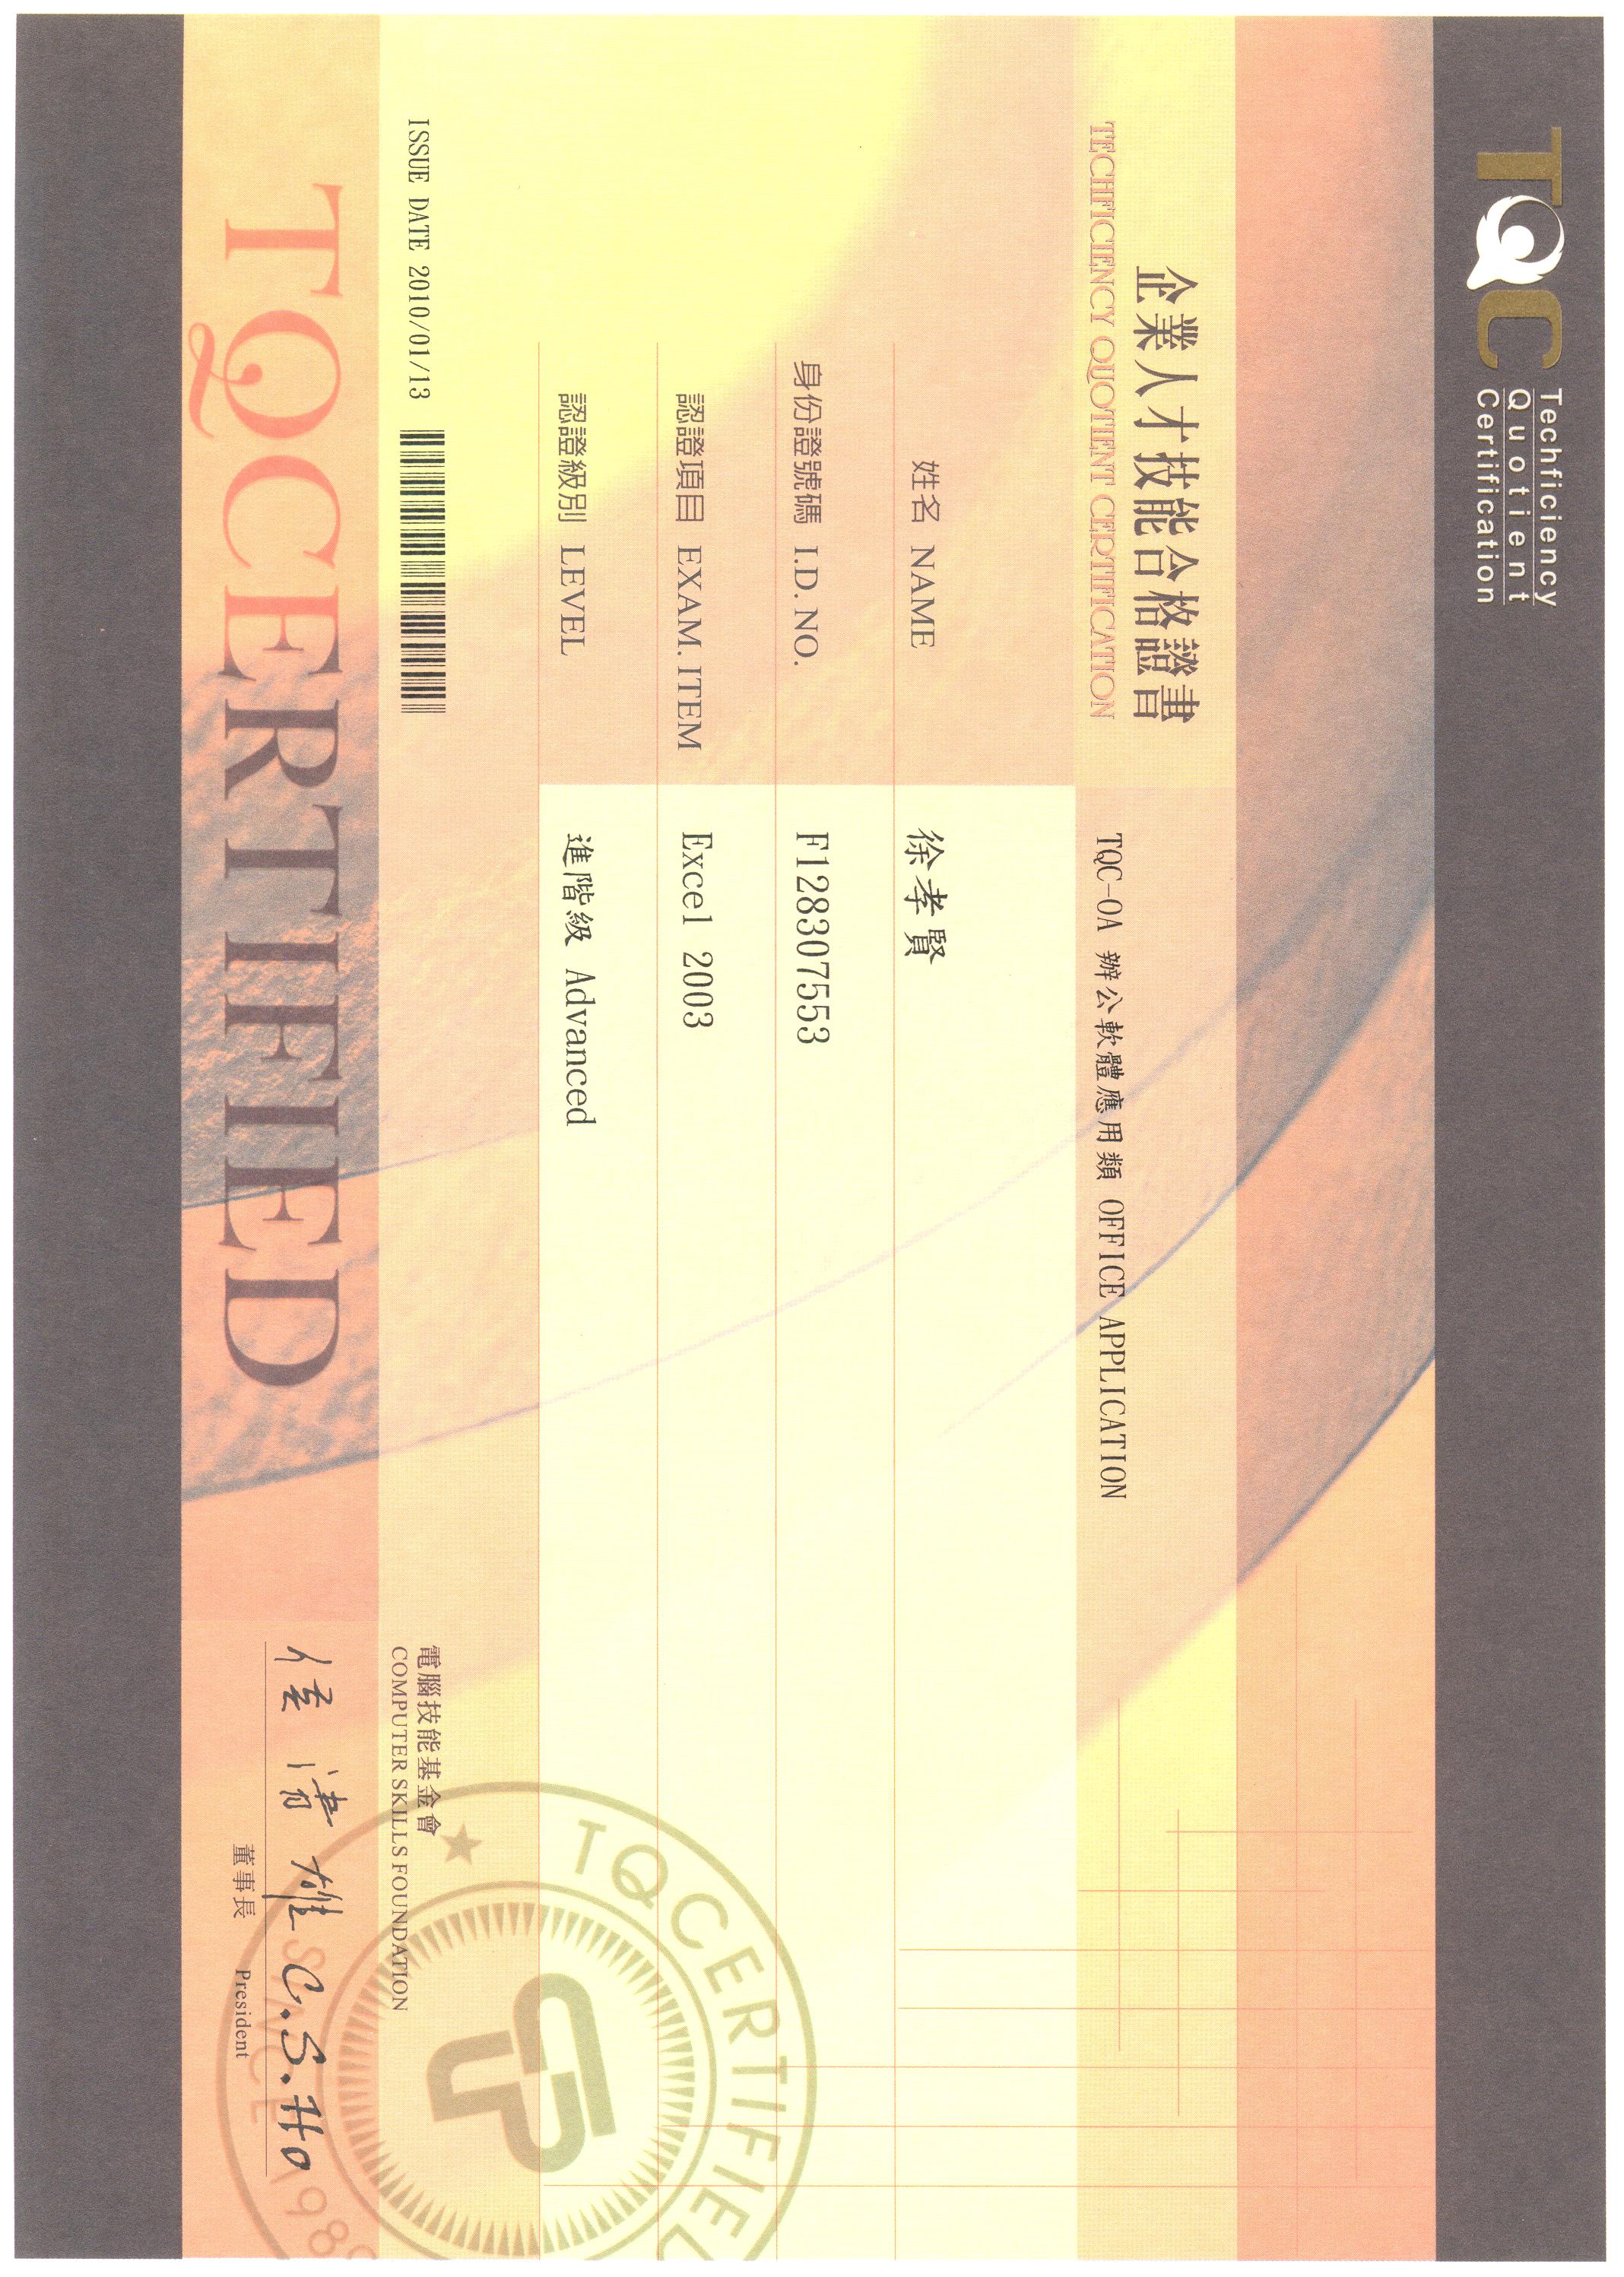 TQC
Techficiency
Quotient
Certification
企業人才技能合格證書
TECHFICIENCY QUOTIENT CERTIFICATION
TQC-OA 辦公軟體應用類 OFFICE APPLICATION
姓名 NAME 徐孝賢
身份證號碼 I.D. NO. F128307553
認證項目 EXAM. ITEM Excel 2003
認證級別 LEVEL 進階級 Advanced
TQCERTIFIED
SINCE 1989
ISSUE DATE 2010/01/13
電腦技能基金會
COMPUTER SKILLS FOUNDATION
TQCERTIFIED
侯清雄 C.S.Ho
董事長 President